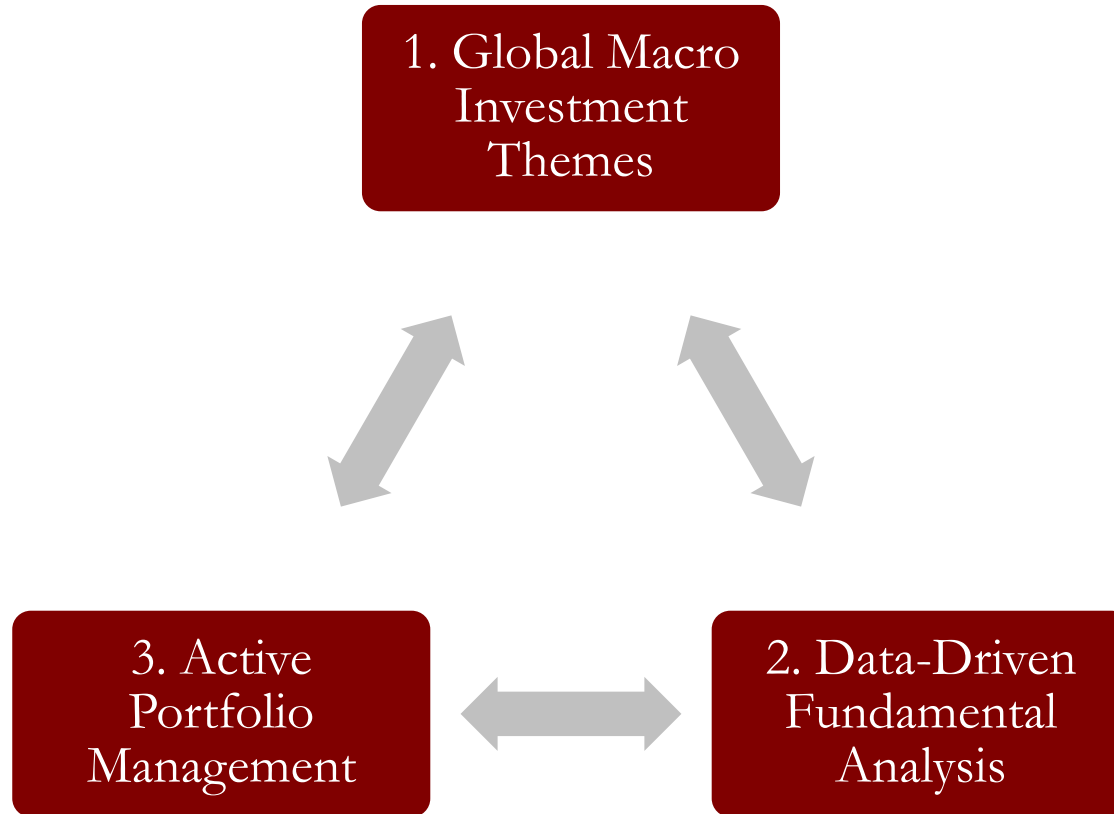 1. Global Macro
Investment
Themes
3. Active
Portfolio
Management
2. Data-Driven
Fundamental
Analysis